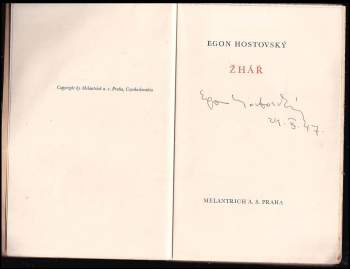 Copyright by Melantrich a. s. Praha, Czechoslovakia
EGON HOSTOVSKÝ
ŽHÁŘ
Egon Hostovský
MELANTRICH A. S. PRAHA